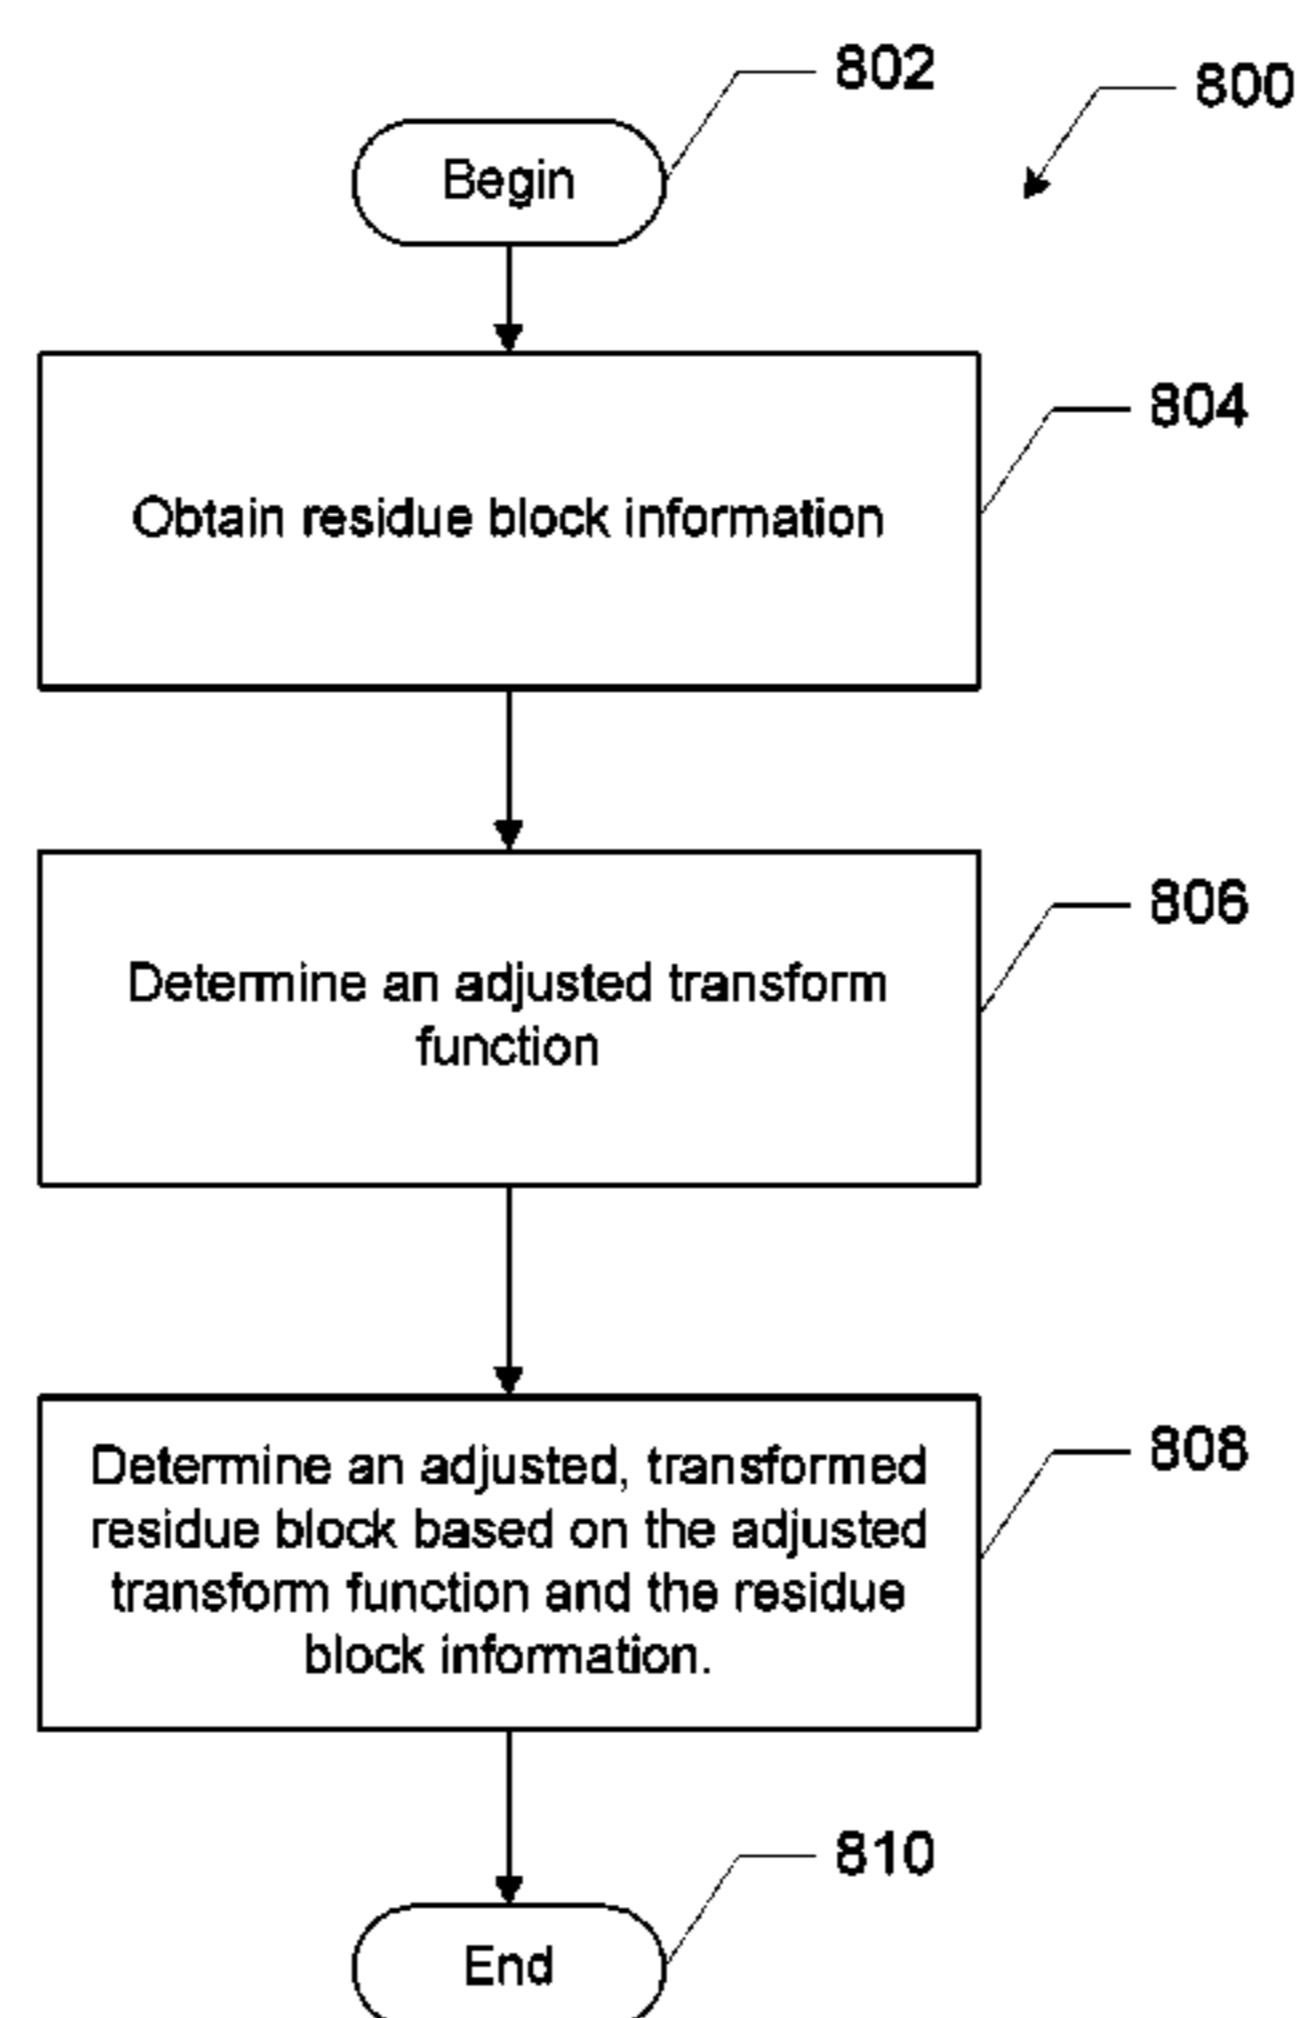 802
800
Begin
804
Obtain residue block information
806
Determine an adjusted transform
function
808
Determine an adjusted, transformed
residue block based on the adjusted
transform function and the residue
block information.
810
End